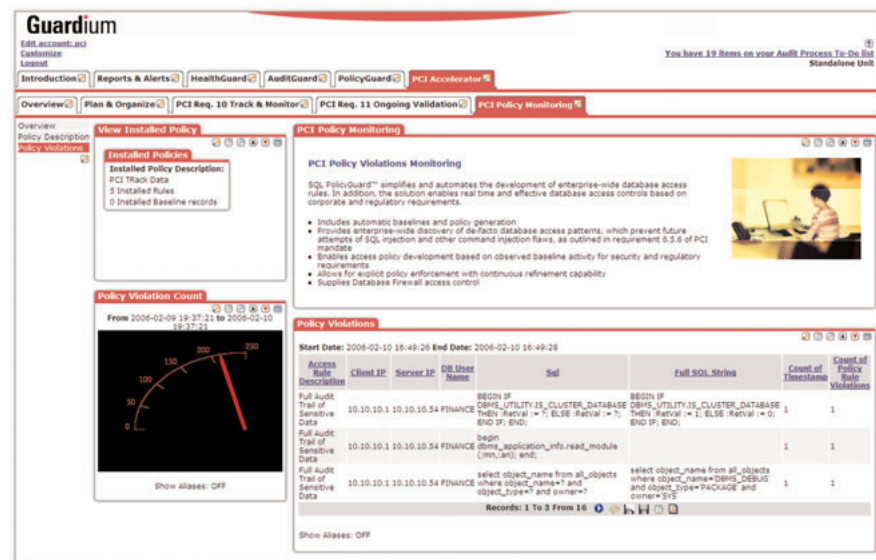 Guardium
Edit account: pci
Customize
Logout
You have 19 items on your Audit Process To-Do list
Standalone Unit
Introduction
Reports & Alerts
HealthGuard
AuditGuard
PolicyGuard
PCI Accelerator
Overview
Plan & Organize
PCI Req. 10 Track & Monitor
PCI Req. 11 Ongoing Validation
PCI Policy Monitoring
Overview
Policy Description
Policy Violations
View Installed Policy
Installed Policies
Installed Policy Description:
PCI TRack Data
5 Installed Rules
0 Installed Baseline records
PCI Policy Monitoring
PCI Policy Violations Monitoring
SQL PolicyGuard™ simplifies and automates the development of enterprise-wide database access
rules. In addition, the solution enables real time and effective database access controls based on
corporate and regulatory requirements.
• Includes automatic baselines and policy generation
• Provides enterprise-wide discovery of de-facto database access patterns, which prevent future
attempts of SQL injection and other command injection flaws, as outlined in requirement 6.5.6 of PCI
mandate
• Enables access policy development based on observed baseline activity for security and regulatory
requirements
• Allows for explicit policy enforcement with continuous refinement capability
• Supplies Database Firewall access control
Policy Violation Count
From 2006-02-09 19:37:21 to 2006-02-10
19:37:21
0
50
100
150
200
250
Show Aliases: OFF
Policy Violations
Start Date: 2006-02-10 16:49:26 End Date: 2006-02-10 16:49:28
Access Rule Description
Client IP
Server IP
DB User Name
Sql
Full SQL String
Count of Timestamp
Count of Policy Rule Violations
Full Audit Trail of Sensitive Data
10.10.10.1
10.10.10.54
FINANCE
BEGIN IF
DBMS_UTILITY.IS_CLUSTER_DATABASE
THEN :RetVal := ?; ELSE :RetVal := ?;
END IF; END;
BEGIN IF
DBMS_UTILITY.IS_CLUSTER_DATABASE
THEN :RetVal := 1; ELSE :RetVal := 0;
END IF; END;
1
1
Full Audit Trail of Sensitive Data
10.10.10.1
10.10.10.54
FINANCE
begin
dbms_application_info.read_module
(:mn,:an); end;
1
1
Full Audit Trail of Sensitive Data
10.10.10.1
10.10.10.54
FINANCE
select object_name from all_objects
where object_name=? and
object_type=? and owner=?
select object_name from all_objects
where object_name='DBMS_DEBUG'
and object_type='PACKAGE' and
owner='SYS'
1
1
Records: 1 To 3 From 16
Show Aliases: OFF